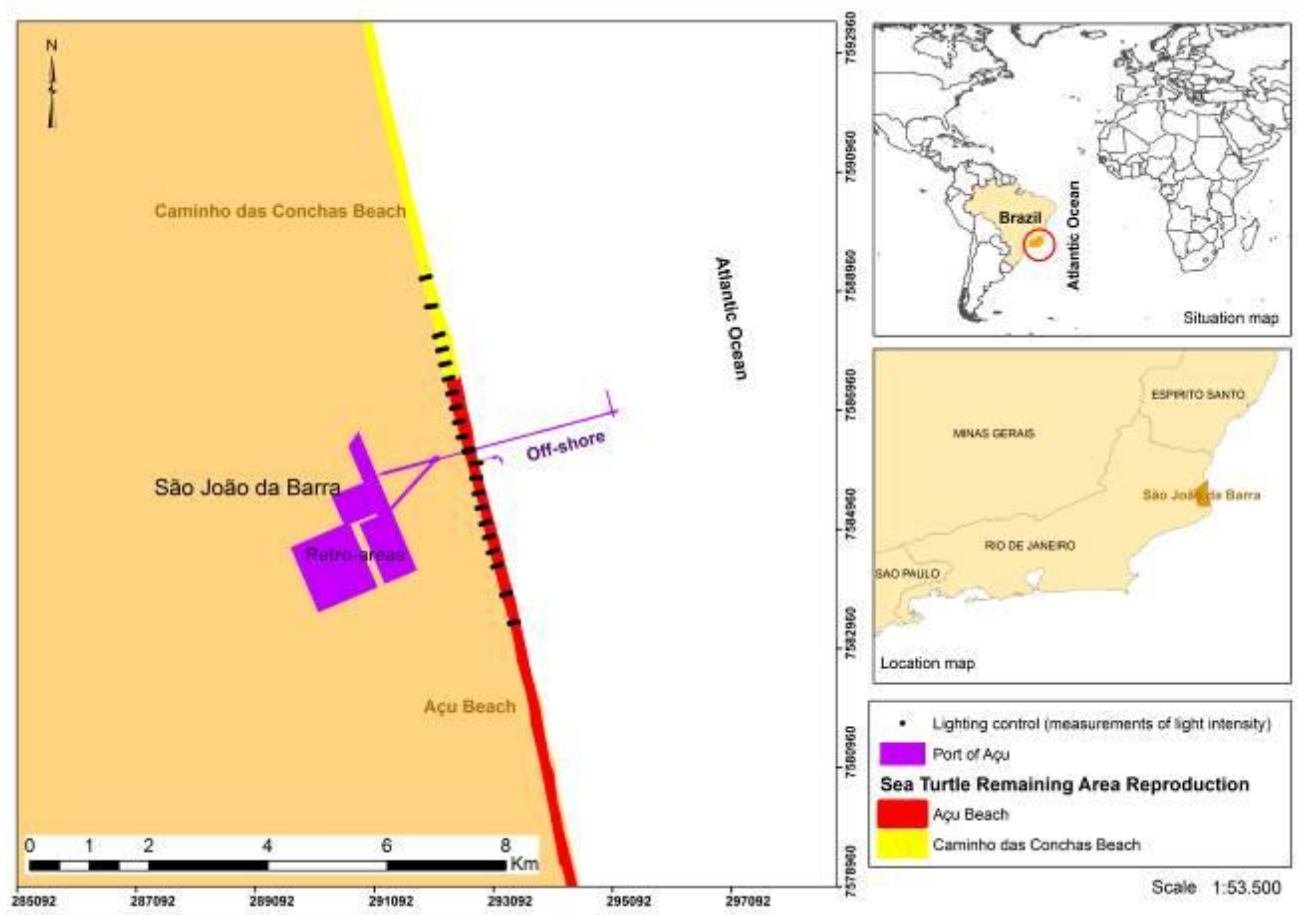 N
Caminho das Conchas Beach
Atlantic Ocean
Off-shore
São João da Barra
Retro-areas
Açu Beach
0 1 2 4 6 8
Km
285092 287092 289092 291092 293092 295092 297092
7592960
7590960
7588960
7586960
7584960
7582960
7580960
7578960
Brazil
Atlantic Ocean
Situation map
ESPIRITO SANTO
MINAS GERAIS
São João da Barra
RIO DE JANEIRO
SAO PAULO
Location map
Lighting control (measurements of light intensity)
Port of Açu
Sea Turtle Remaining Area Reproduction
Açu Beach
Caminho das Conchas Beach
Scale 1:53.500